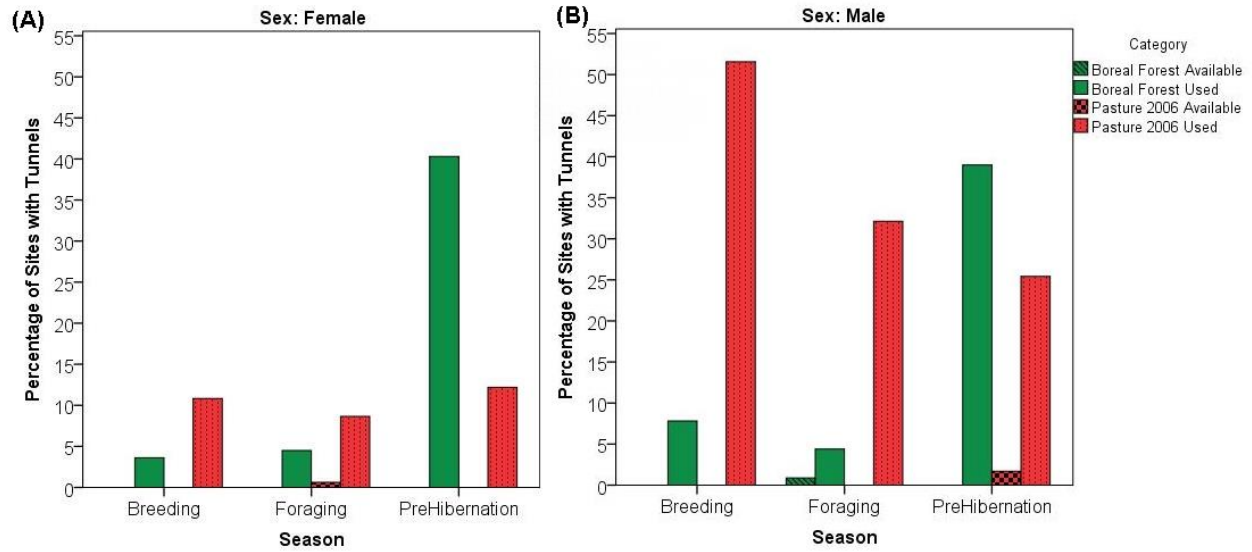 (A)
Sex: Female
Percentage of Sites with Tunnels
55
50
45
40
35
30
25
20
15
10
5
0
Breeding Foraging PreHibernation
Season
(B)
Sex: Male
Percentage of Sites with Tunnels
55
50
45
40
35
30
25
20
15
10
5
0
Breeding Foraging PreHibernation
Season
Category
Boreal Forest Available
Boreal Forest Used
Pasture 2006 Available
Pasture 2006 Used